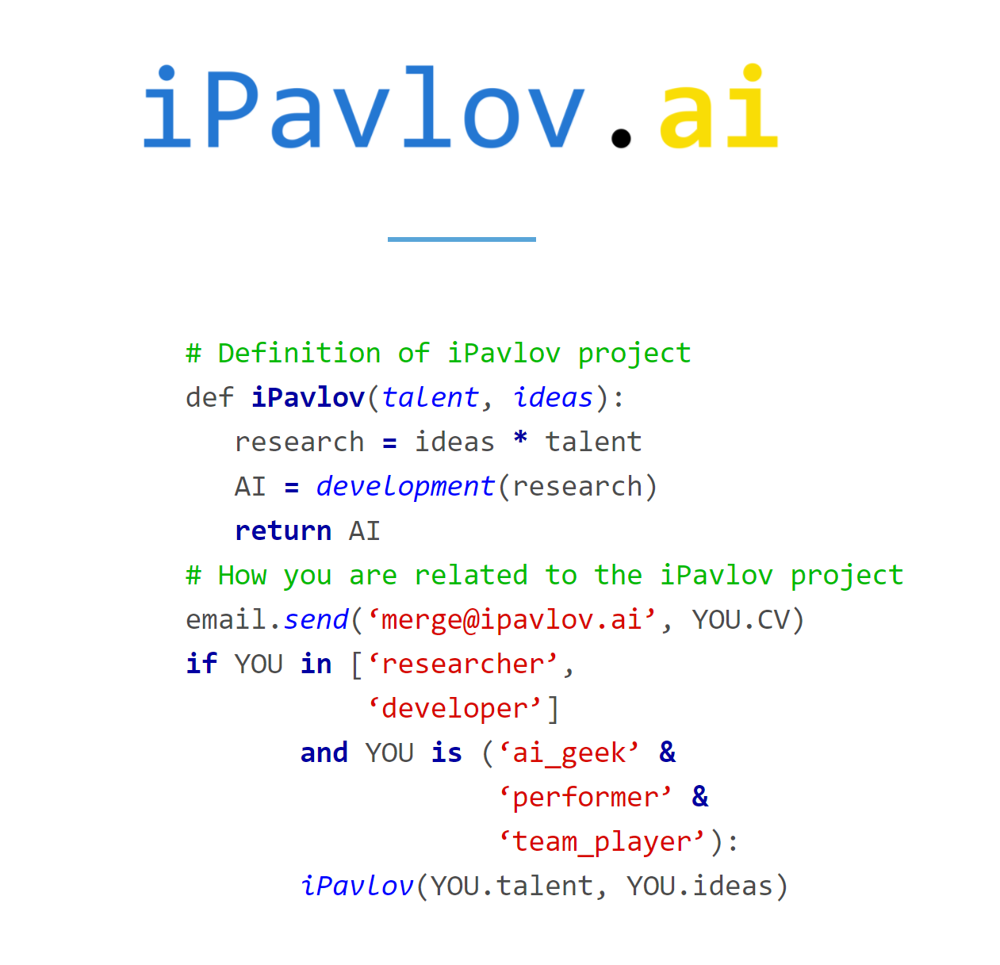 iPavlov.ai
# Definition of iPavlov project
def iPavlov(talent, ideas):
   research = ideas * talent
   AI = development(research)
   return AI
# How you are related to the iPavlov project
email.send(‘merge@ipavlov.ai’, YOU.CV)
if YOU in [‘researcher’,
           ‘developer’]
       and YOU is (‘ai_geek’ &
                   ‘performer’ &
                   ‘team_player’):
       iPavlov(YOU.talent, YOU.ideas)